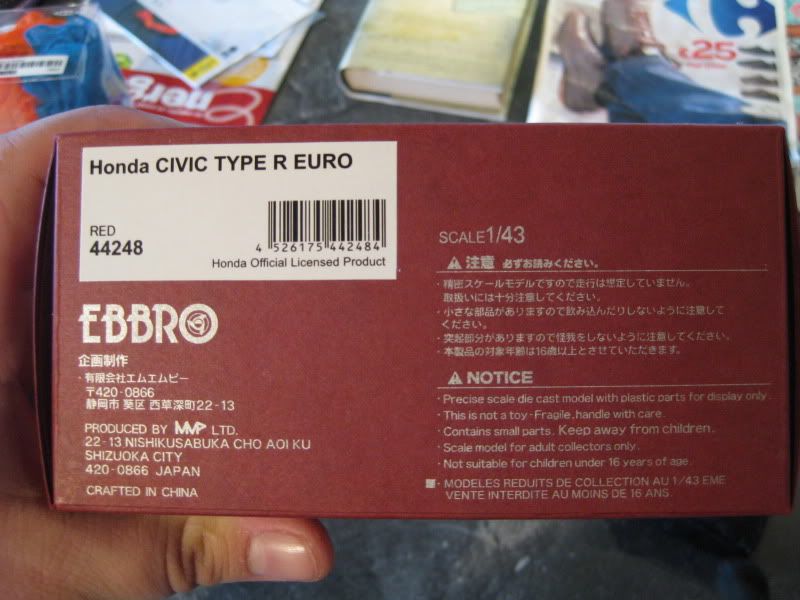 £25
Honda CIVIC TYPE R EURO
RED
44248
4 526175 442484
Honda Official Licensed Product
EBBRO
企画制作
・有限会社エムエムピー
〒420-0866
静岡市 葵区 西草深町22-13
PRODUCED BY MMP LTD.
22-13 NISHIKUSABUKA CHO AOI KU
SHIZUOKA CITY
420-0866 JAPAN
CRAFTED IN CHINA
SCALE1/43
注意 必ずお読みください。
・精密スケールモデルですので走行は想定していません。
取扱いには十分注意してください。
・小さな部品がありますので飲み込んだりしないように注意して
ください。
・突起部分がありますので怪我をしないように注意してください。
・本製品の対象年齢は16歳以上とさせていただきます。
NOTICE
・Precise scale die cast model with plastic parts for display only.
・This is not a toy・Fragile, handle with care.
・Contains small parts. Keep away from children.
・Scale model for adult collectors only.
・Not suitable for children under 16 years of age.
・MODELES REDUITS DE COLLECTION AU 1/43 EME
VENTE INTERDITE AU MOINS DE 16 ANS.